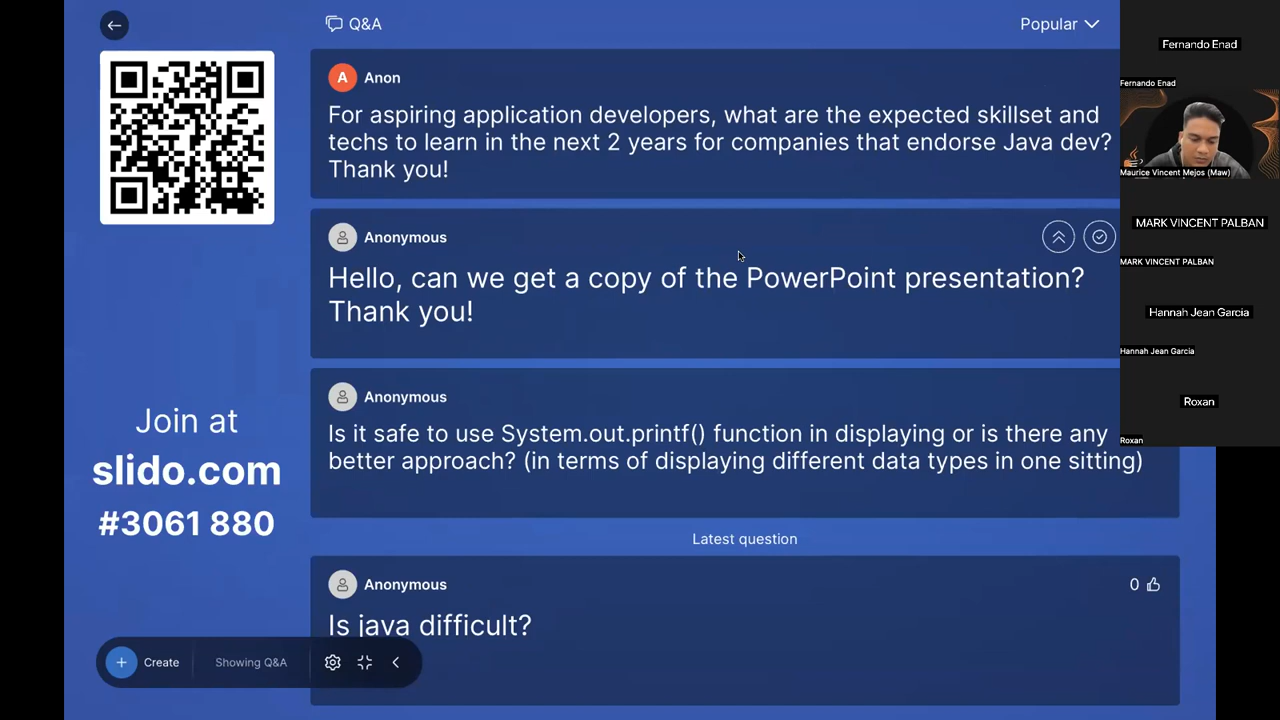 Q&A
Popular
A
Anon
For aspiring application developers, what are the expected skillset and
techs to learn in the next 2 years for companies that endorse Java dev?
Thank you!
Anonymous
Hello, can we get a copy of the PowerPoint presentation?
Thank you!
Anonymous
Is it safe to use System.out.printf() function in displaying or is there any
better approach? (in terms of displaying different data types in one sitting)
Latest question
Anonymous
0
Is java difficult?
Join at
slido.com
#3061 880
Create
Showing Q&A
Fernando Enad
Fernando Enad
Maurice Vincent Mejos (Maw)
MARK VINCENT PALBAN
MARK VINCENT PALBAN
Hannah Jean Garcia
Hannah Jean Garcia
Roxan
Roxan